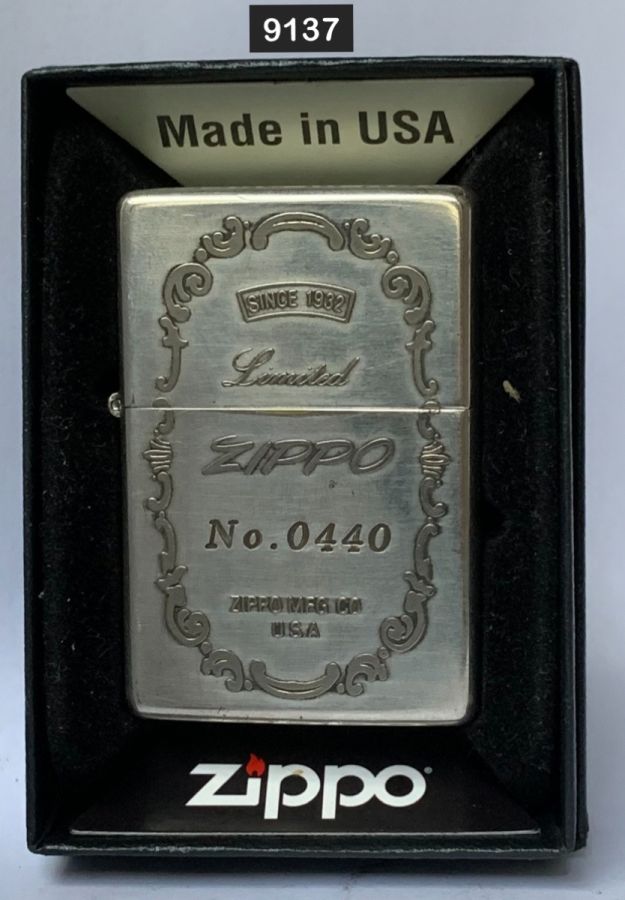 9137
Made in USA
SINCE 1932
Limited
ZIPPO
No.0440
ZIPPO MFG CO
U.S.A
zippo